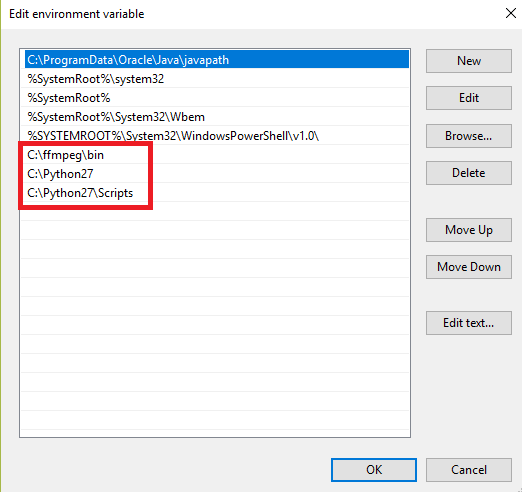 Edit environment variable
C:\ProgramData\Oracle\Java\javapath
%SystemRoot%\system32
%SystemRoot%
%SystemRoot%\System32\Wbem
%SYSTEMROOT%\System32\WindowsPowerShell\v1.0\
C:\ffmpeg\bin
C:\Python27
C:\Python27\Scripts
New
Edit
Browse...
Delete
Move Up
Move Down
Edit text...
OK
Cancel